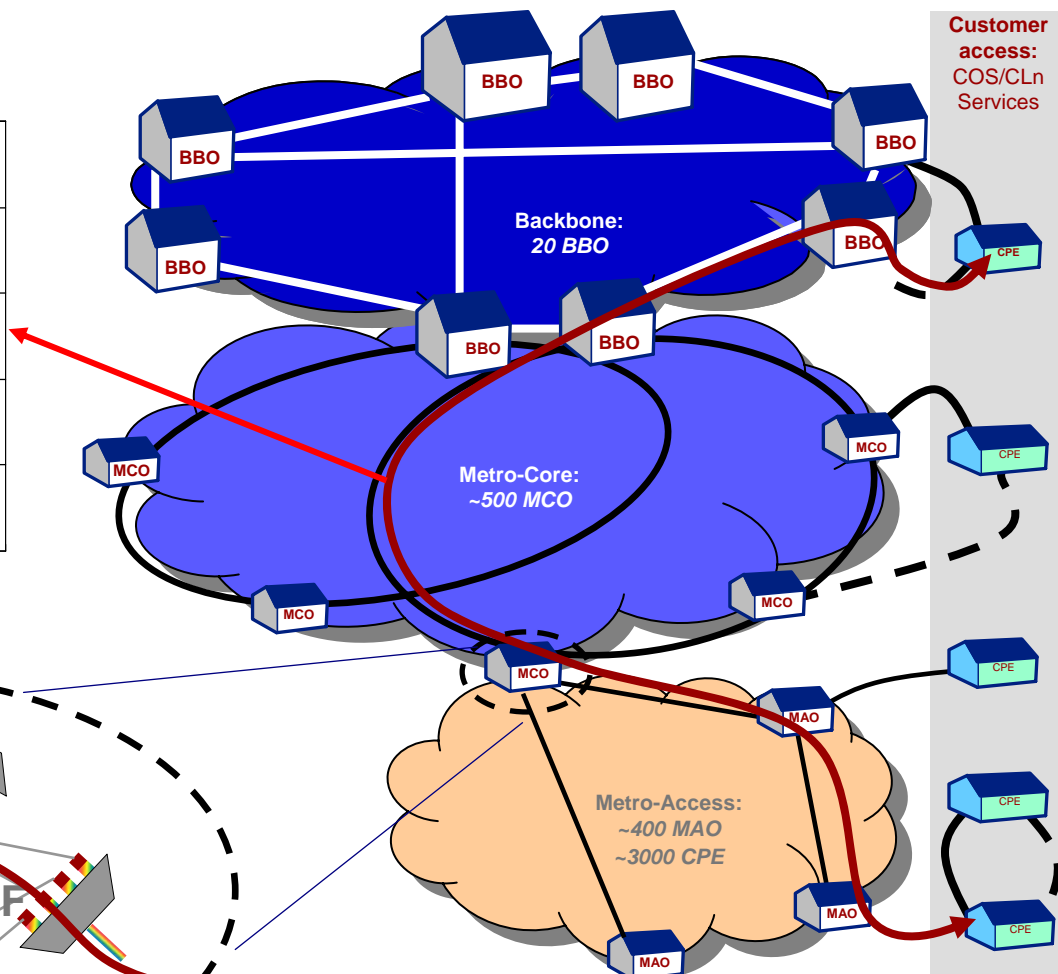 Customer
access:
COS/CLn
Services
BBO
BBO
BBO
BBO
BBO
BBO
CPE
Backbone:
20 BBO
BBO
BBO
MCO
MCO
CPE
Metro-Core:
~500 MCO
MCO
MCO
MCO
CPE
MAO
CPE
Metro-Access:
~400 MAO
~3000 CPE
F
MAO
CPE
MAO